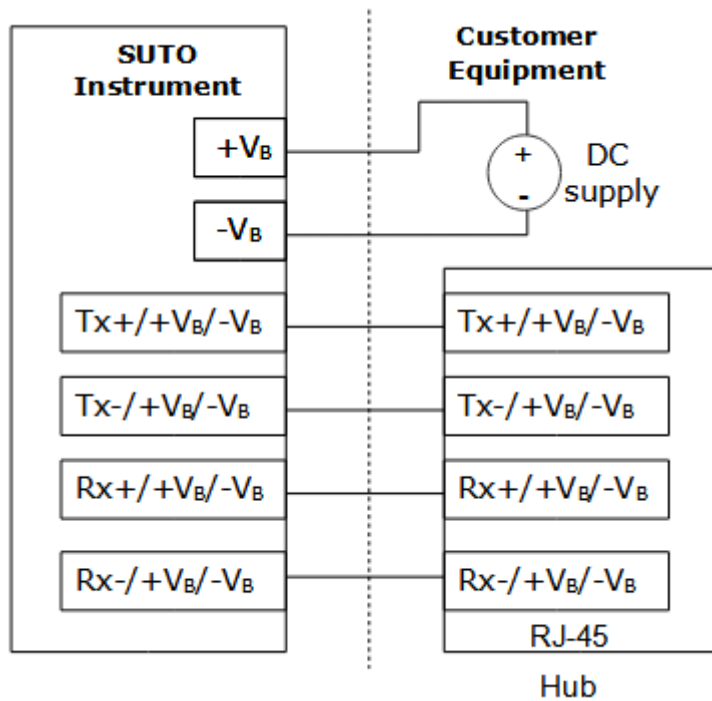 SUTO
Instrument
Customer
Equipment
+VB
-VB
+
-
DC
supply
Tx+/+VB/-VB
Tx-/+VB/-VB
Rx+/+VB/-VB
Rx-/+VB/-VB
Tx+/+VB/-VB
Tx-/+VB/-VB
Rx+/+VB/-VB
Rx-/+VB/-VB
RJ-45
Hub